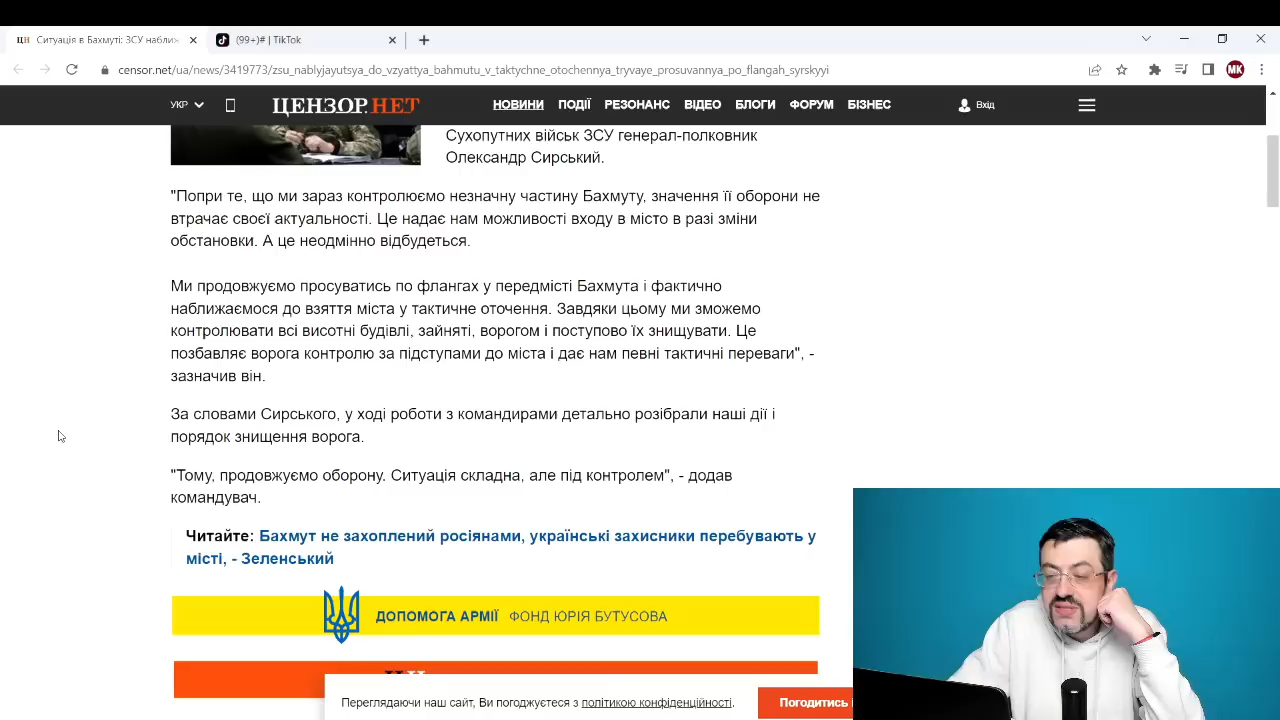 ЦН Ситуація в Бахмуті: ЗСУ наближ
(99+)# | TikTok
censor.net/ua/news/3419773/zsu_nablyjayutsya_do_vzyattya_bahmutu_v_taktychne_otochennya_tryvaye_prosuvannya_po_flangah_syrskyyi
MK
УКР
ЦЕНЗОР.НЕТ
НОВИНИ ПОДІЇ РЕЗОНАНС ВІДЕО БЛОГИ ФОРУМ БІЗНЕС
Вхід
Сухопутних військ ЗСУ генерал-полковник
Олександр Сирський.
"Попри те, що ми зараз контролюємо незначну частину Бахмуту, значення її оборони не
втрачає своєї актуальності. Це надає нам можливості входу в місто в разі зміни
обстановки. А це неодмінно відбудеться.
Ми продовжуємо просуватись по флангах у передмісті Бахмута і фактично
наближаємося до взяття міста у тактичне оточення. Завдяки цьому ми зможемо
контролювати всі висотні будівлі, зайняті, ворогом і поступово їх знищувати. Це
позбавляє ворога контролю за підступами до міста і дає нам певні тактичні переваги", -
зазначив він.
За словами Сирського, у ході роботи з командирами детально розібрали наші дії і
порядок знищення ворога.
"Тому, продовжуємо оборону. Ситуація складна, але під контролем", - додав
командувач.
Читайте: Бахмут не захоплений росіянами, українські захисники перебувають у
місті, - Зеленський
ДОПОМОГА АРМІЇ ФОНД ЮРІЯ БУТУСОВА
Переглядаючи наш сайт, Ви погоджуєтеся з політикою конфіденційності.
Погодитись